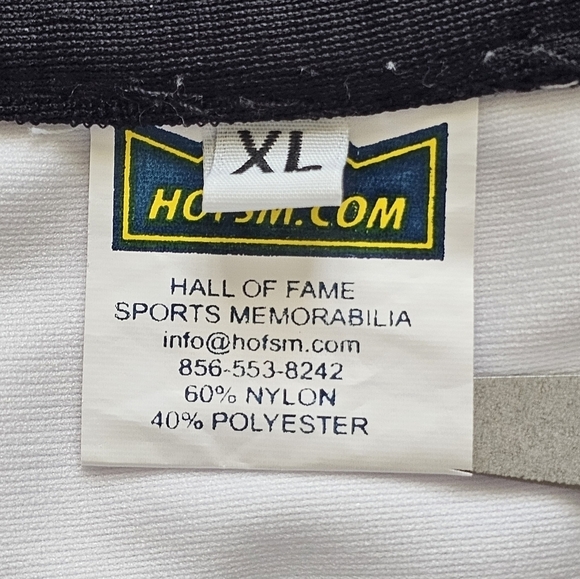 XL
HOFSM.COM
HALL OF FAME
SPORTS MEMORABILIA
info@hofsm.com
856-553-8242
60% NYLON
40% POLYESTER